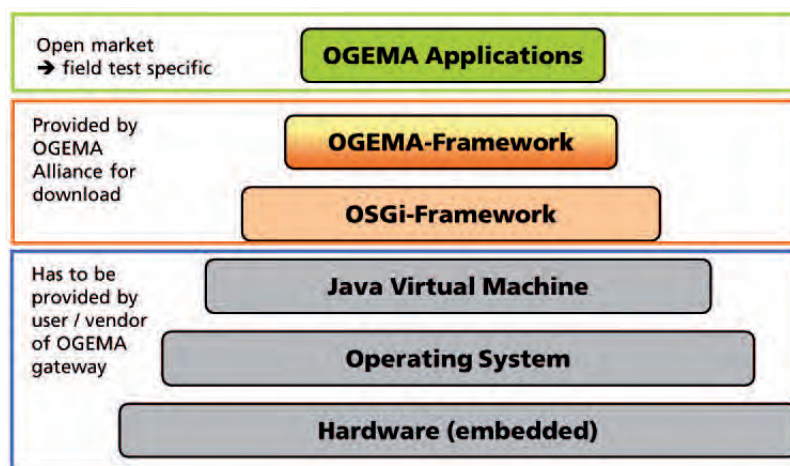 Open market
➔ field test specific
OGEMA Applications
Provided by
OGEMA
Alliance for
download
OGEMA-Framework
OSGi-Framework
Has to be
provided by
user / vendor
of OGEMA
gateway
Java Virtual Machine
Operating System
Hardware (embedded)